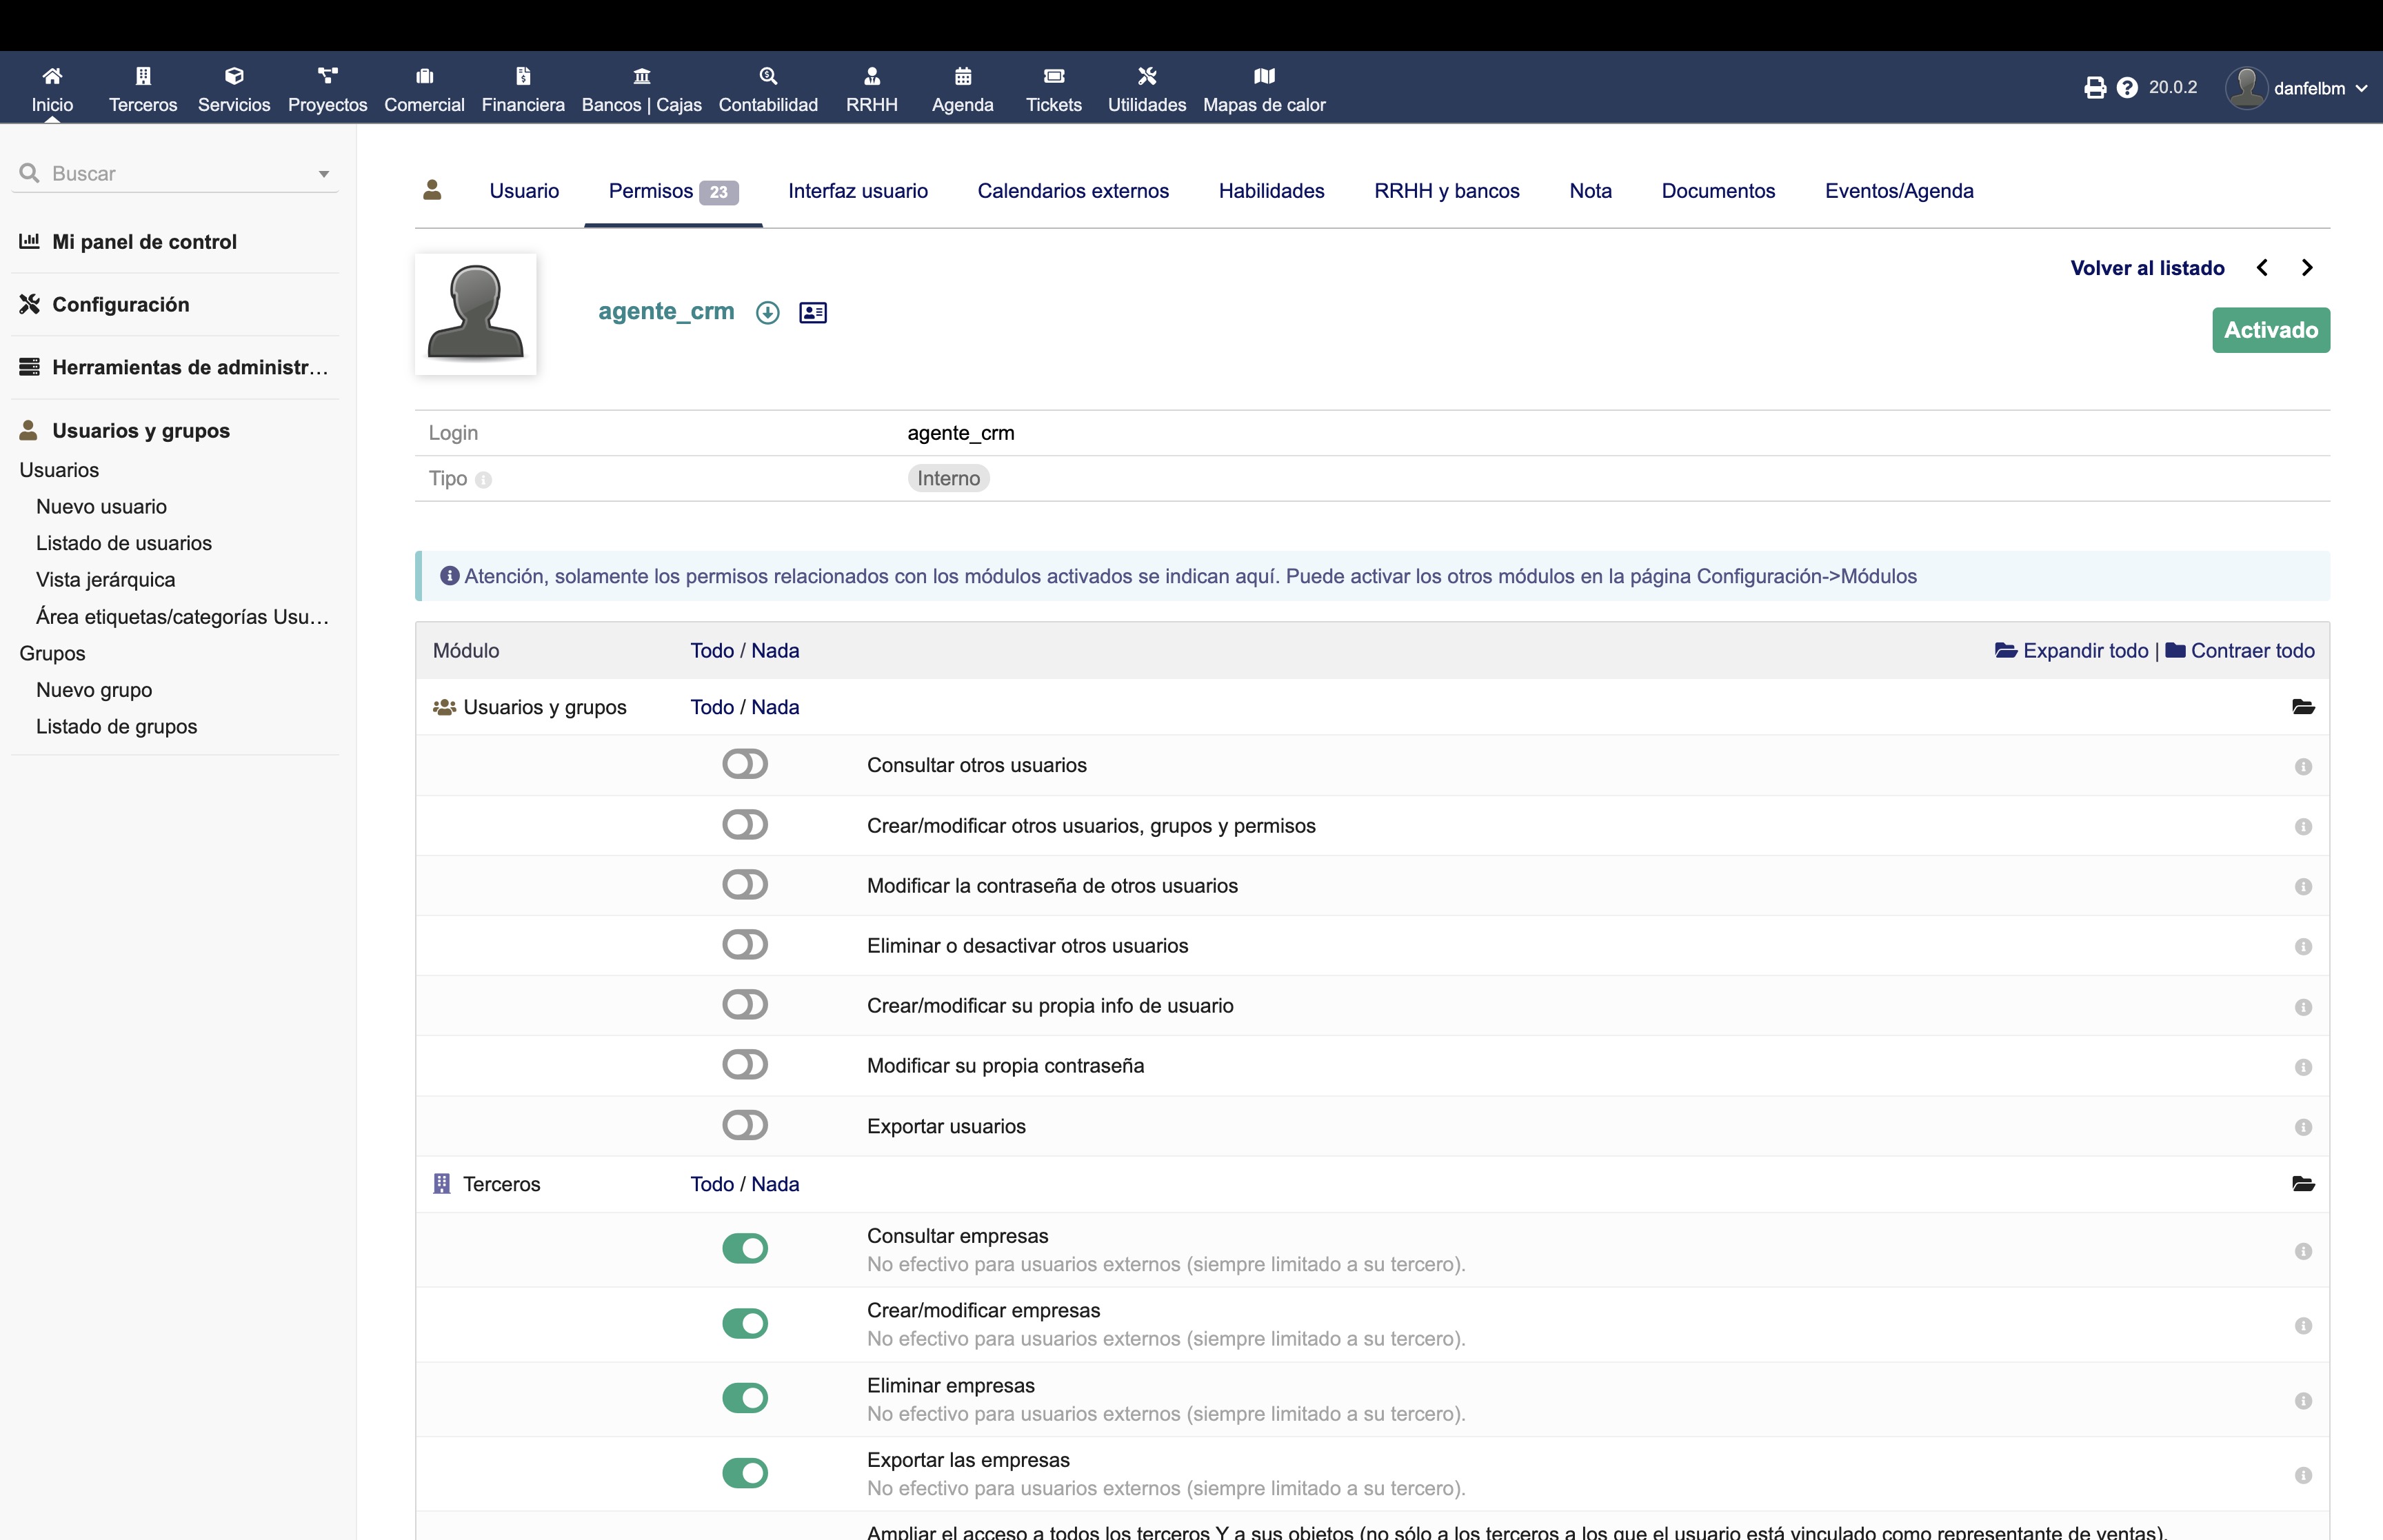 Inicio Terceros Servicios Proyectos Comercial Financiera Bancos | Cajas Contabilidad RRHH Agenda Tickets Utilidades Mapas de calor 20.0.2 danfelbm
Buscar
Mi panel de control
Configuración
Herramientas de administr...
Usuarios y grupos
Usuarios
Nuevo usuario
Listado de usuarios
Vista jerárquica
Área etiquetas/categorías Usu...
Grupos
Nuevo grupo
Listado de grupos
Usuario Permisos 23 Interfaz usuario Calendarios externos Habilidades RRHH y bancos Nota Documentos Eventos/Agenda
Volver al listado
agente_crm
Activado
Login agente_crm
Tipo Interno
Atención, solamente los permisos relacionados con los módulos activados se indican aquí. Puede activar los otros módulos en la página Configuración->Módulos
Módulo Todo / Nada Expandir todo | Contraer todo
Usuarios y grupos Todo / Nada
Consultar otros usuarios
Crear/modificar otros usuarios, grupos y permisos
Modificar la contraseña de otros usuarios
Eliminar o desactivar otros usuarios
Crear/modificar su propia info de usuario
Modificar su propia contraseña
Exportar usuarios
Terceros Todo / Nada
Consultar empresas
No efectivo para usuarios externos (siempre limitado a su tercero).
Crear/modificar empresas
No efectivo para usuarios externos (siempre limitado a su tercero).
Eliminar empresas
No efectivo para usuarios externos (siempre limitado a su tercero).
Exportar las empresas
No efectivo para usuarios externos (siempre limitado a su tercero).
Ampliar el acceso a todos los terceros Y a sus objetos (no sólo a los terceros a los que el usuario está vinculado como representante de ventas).